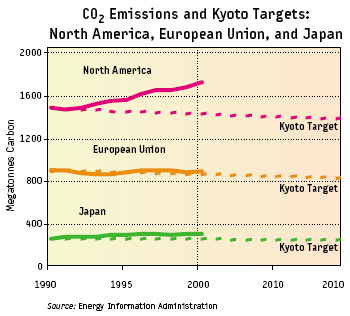 CO2 Emissions and Kyoto Targets:
North America, European Union, and Japan
Megatonnes Carbon
2000
1600
1200
800
400
0
North America
Kyoto Target
European Union
Kyoto Target
Japan
Kyoto Target
1990 1995 2000 2010 2010
Source: Energy Information Administration